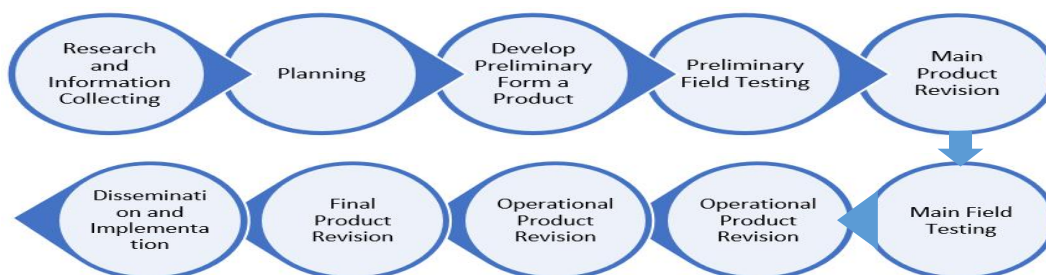 Research
and
Information
Collecting
Planning
Develop
Preliminary
Form a
Product
Preliminary
Field Testing
Main
Product
Revision
Main Field
Testing
Operational
Product
Revision
Operational
Product
Revision
Final
Product
Revision
Disseminati
on and
Implementa
tion